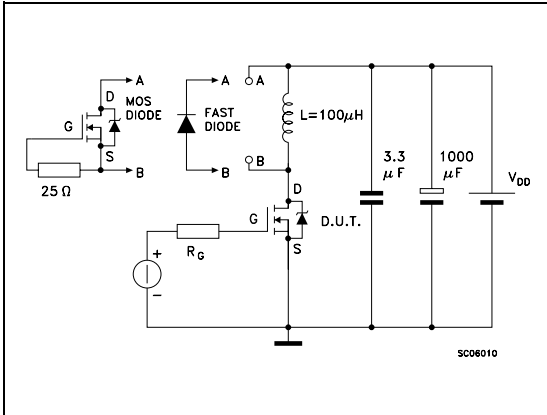 A
D
MOS
DIODE
G
S
B
25 Ω
A
FAST
DIODE
B
A
B
L=100μH
D
G
D.U.T.
S
R_G
+
−
3.3
μF
1000
μF
V_DD
SC06010